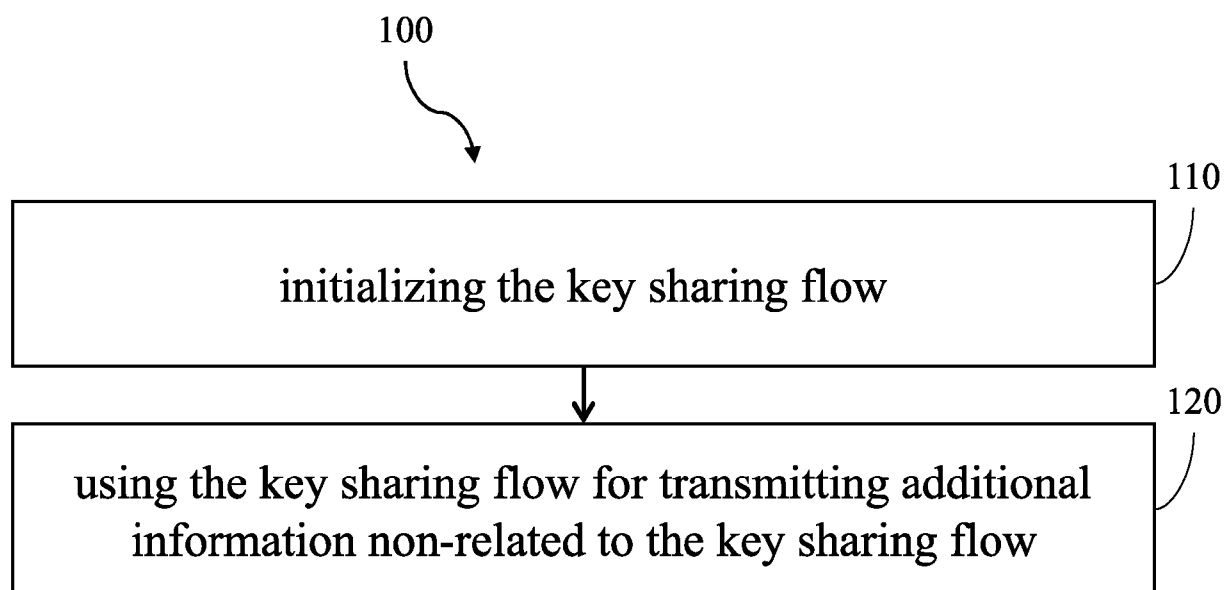 100
110
initializing the key sharing flow
120
using the key sharing flow for transmitting additional
information non-related to the key sharing flow